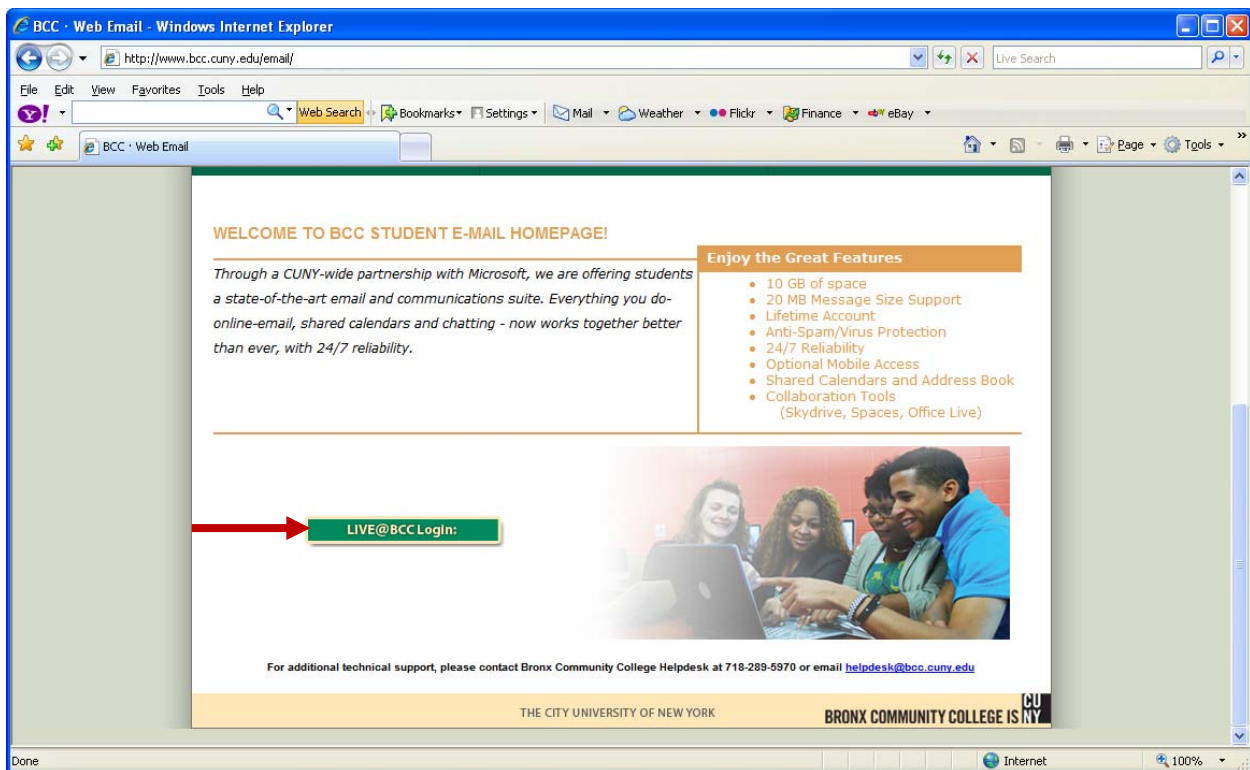 BCC · Web Email - Windows Internet Explorer
http://www.bcc.cuny.edu/email/
Live Search
File Edit View Favorites Tools Help
Y! Web Search Bookmarks Settings Mail Weather Flickr Finance eBay
BCC · Web Email
Page Tools »
WELCOME TO BCC STUDENT E-MAIL HOMEPAGE!
Through a CUNY-wide partnership with Microsoft, we are offering students
a state-of-the-art email and communications suite. Everything you do-
online-email, shared calendars and chatting - now works together better
than ever, with 24/7 reliability.
Enjoy the Great Features
• 10 GB of space
• 20 MB Message Size Support
• Lifetime Account
• Anti-Spam/Virus Protection
• 24/7 Reliability
• Optional Mobile Access
• Shared Calendars and Address Book
• Collaboration Tools
(Skydrive, Spaces, Office Live)
LIVE@BCC Login:
For additional technical support, please contact Bronx Community College Helpdesk at 718-289-5970 or email helpdesk@bcc.cuny.edu
THE CITY UNIVERSITY OF NEW YORK
BRONX COMMUNITY COLLEGE IS CUNY
Done
Internet
100%